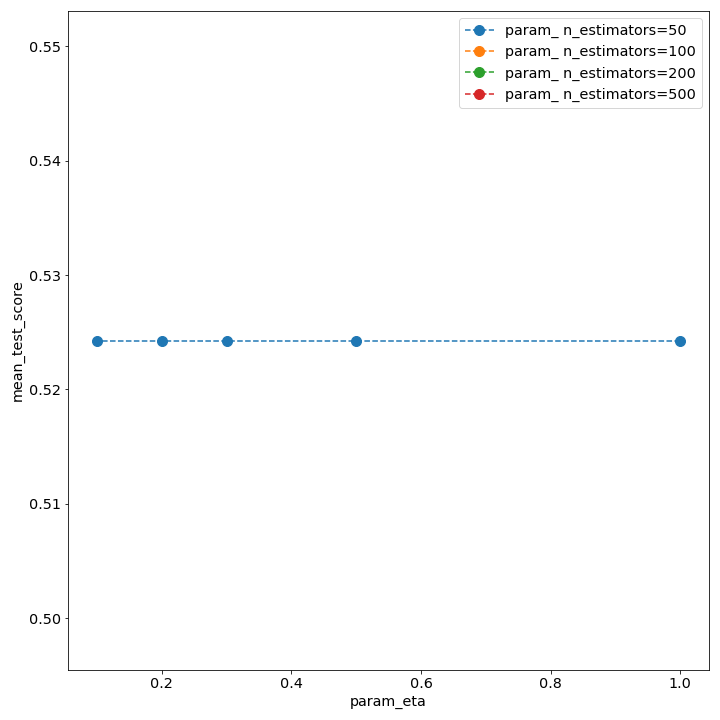 param_ n_estimators=50
param_ n_estimators=100
param_ n_estimators=200
param_ n_estimators=500
0.55
0.54
0.53
0.52
0.51
0.50
mean_test_score
0.2 0.4 0.6 0.8 1.0
param_eta